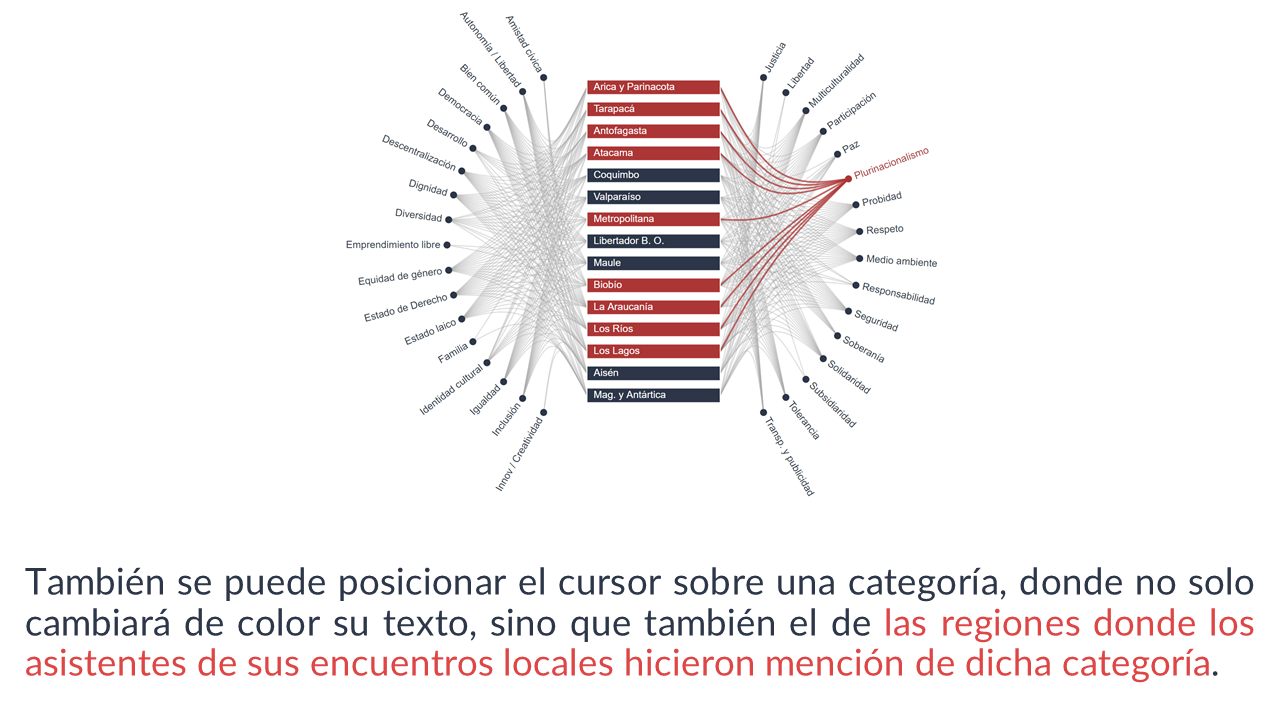 Amistad cívica
Autonomía / Libertad
Bien común
Democracia
Desarrollo
Descentralización
Dignidad
Diversidad
Emprendimiento libre
Equidad de género
Estado de Derecho
Estado laico
Familia
Identidad cultural
Igualdad
Inclusión
Innov / Creatividad
Arica y Parinacota
Tarapacá
Antofagasta
Atacama
Coquimbo
Valparaíso
Metropolitana
Libertador B. O.
Maule
Biobío
La Araucanía
Los Ríos
Los Lagos
Aisén
Mag. y Antártica
Justicia
Libertad
Multiculturalidad
Participación
Paz
Plurinacionalismo
Probidad
Respeto
Medio ambiente
Responsabilidad
Seguridad
Soberanía
Solidaridad
Subsidiaridad
Tolerancia
Transp. y publicidad
También se puede posicionar el cursor sobre una categoría, donde no solo
cambiará de color su texto, sino que también el de las regiones donde los
asistentes de sus encuentros locales hicieron mención de dicha categoría.